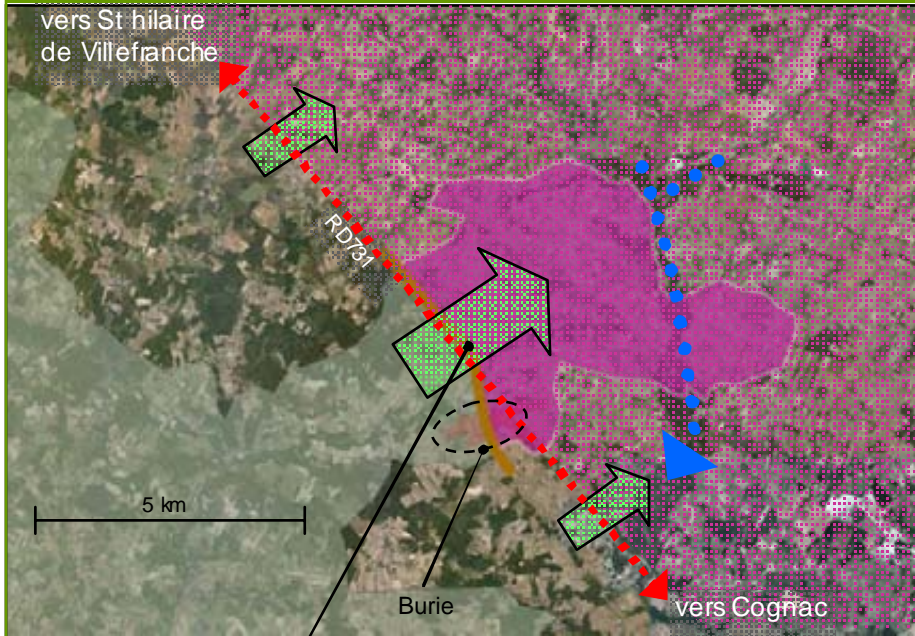 vers St hilaire
de Villefranche
RD731
5 km
Burie
vers Cognac